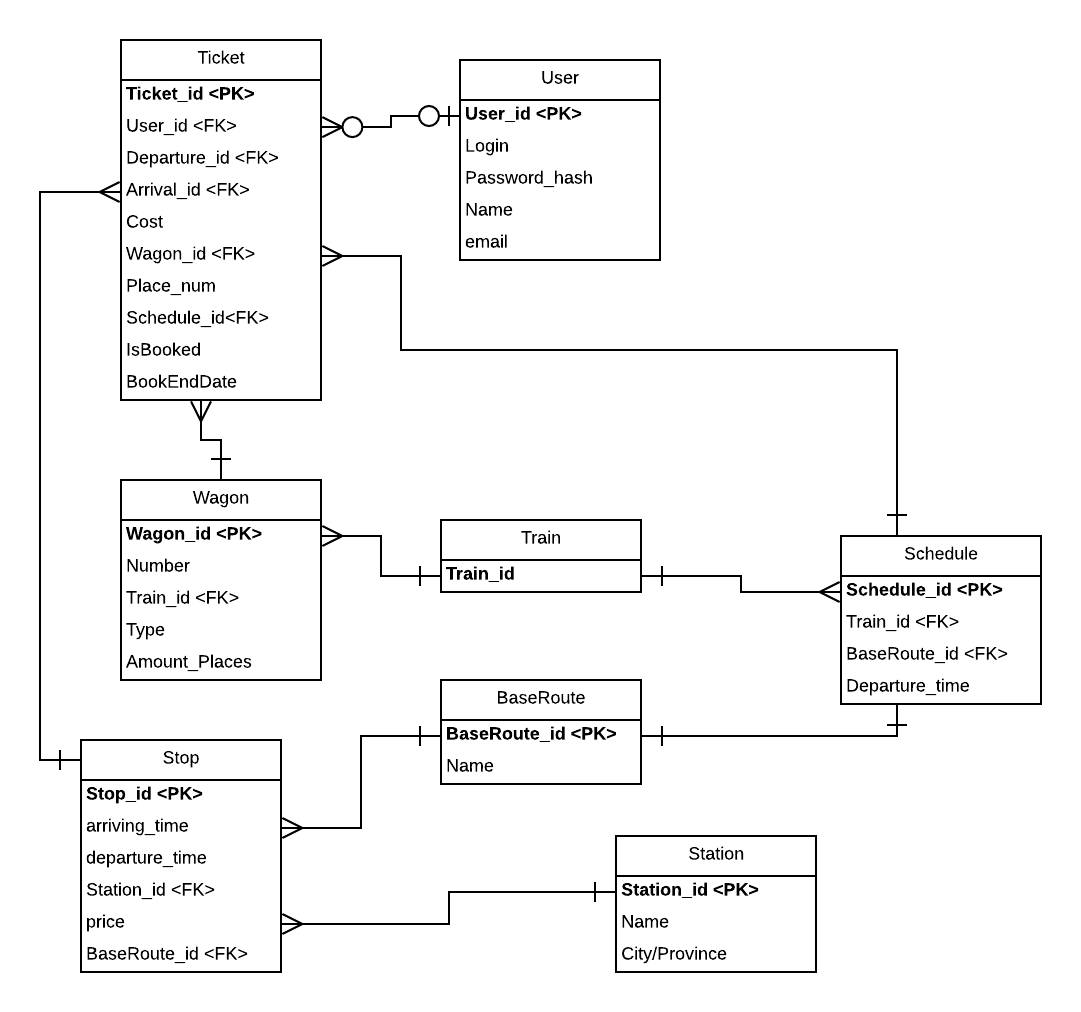 Ticket
Ticket_id <PK>
User_id <FK>
Departure_id <FK>
Arrival_id <FK>
Cost
Wagon_id <FK>
Place_num
Schedule_id<FK>
IsBooked
BookEndDate
User
User_id <PK>
Login
Password_hash
Name
email
Wagon
Wagon_id <PK>
Number
Train_id <FK>
Type
Amount_Places
Train
Train_id
Schedule
Schedule_id <PK>
Train_id <FK>
BaseRoute_id <FK>
Departure_time
BaseRoute
BaseRoute_id <PK>
Name
Stop
Stop_id <PK>
arriving_time
departure_time
Station_id <FK>
price
BaseRoute_id <FK>
Station
Station_id <PK>
Name
City/Province